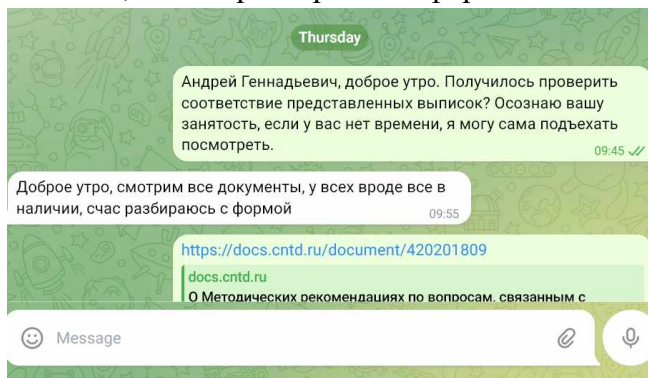 Thursday
Андрей Геннадьевич, доброе утро. Получилось проверить
соответствие представленных выписок? Осознаю вашу
занятость, если у вас нет времени, я могу сама подъехать
посмотреть.
09:45
Доброе утро, смотрим все документы, у всех вроде все в
наличии, счас разбираюсь с формой
09:55
https://docs.cntd.ru/document/420201809
docs.cntd.ru
О Методических рекомендациях по вопросам, связанным с
Message